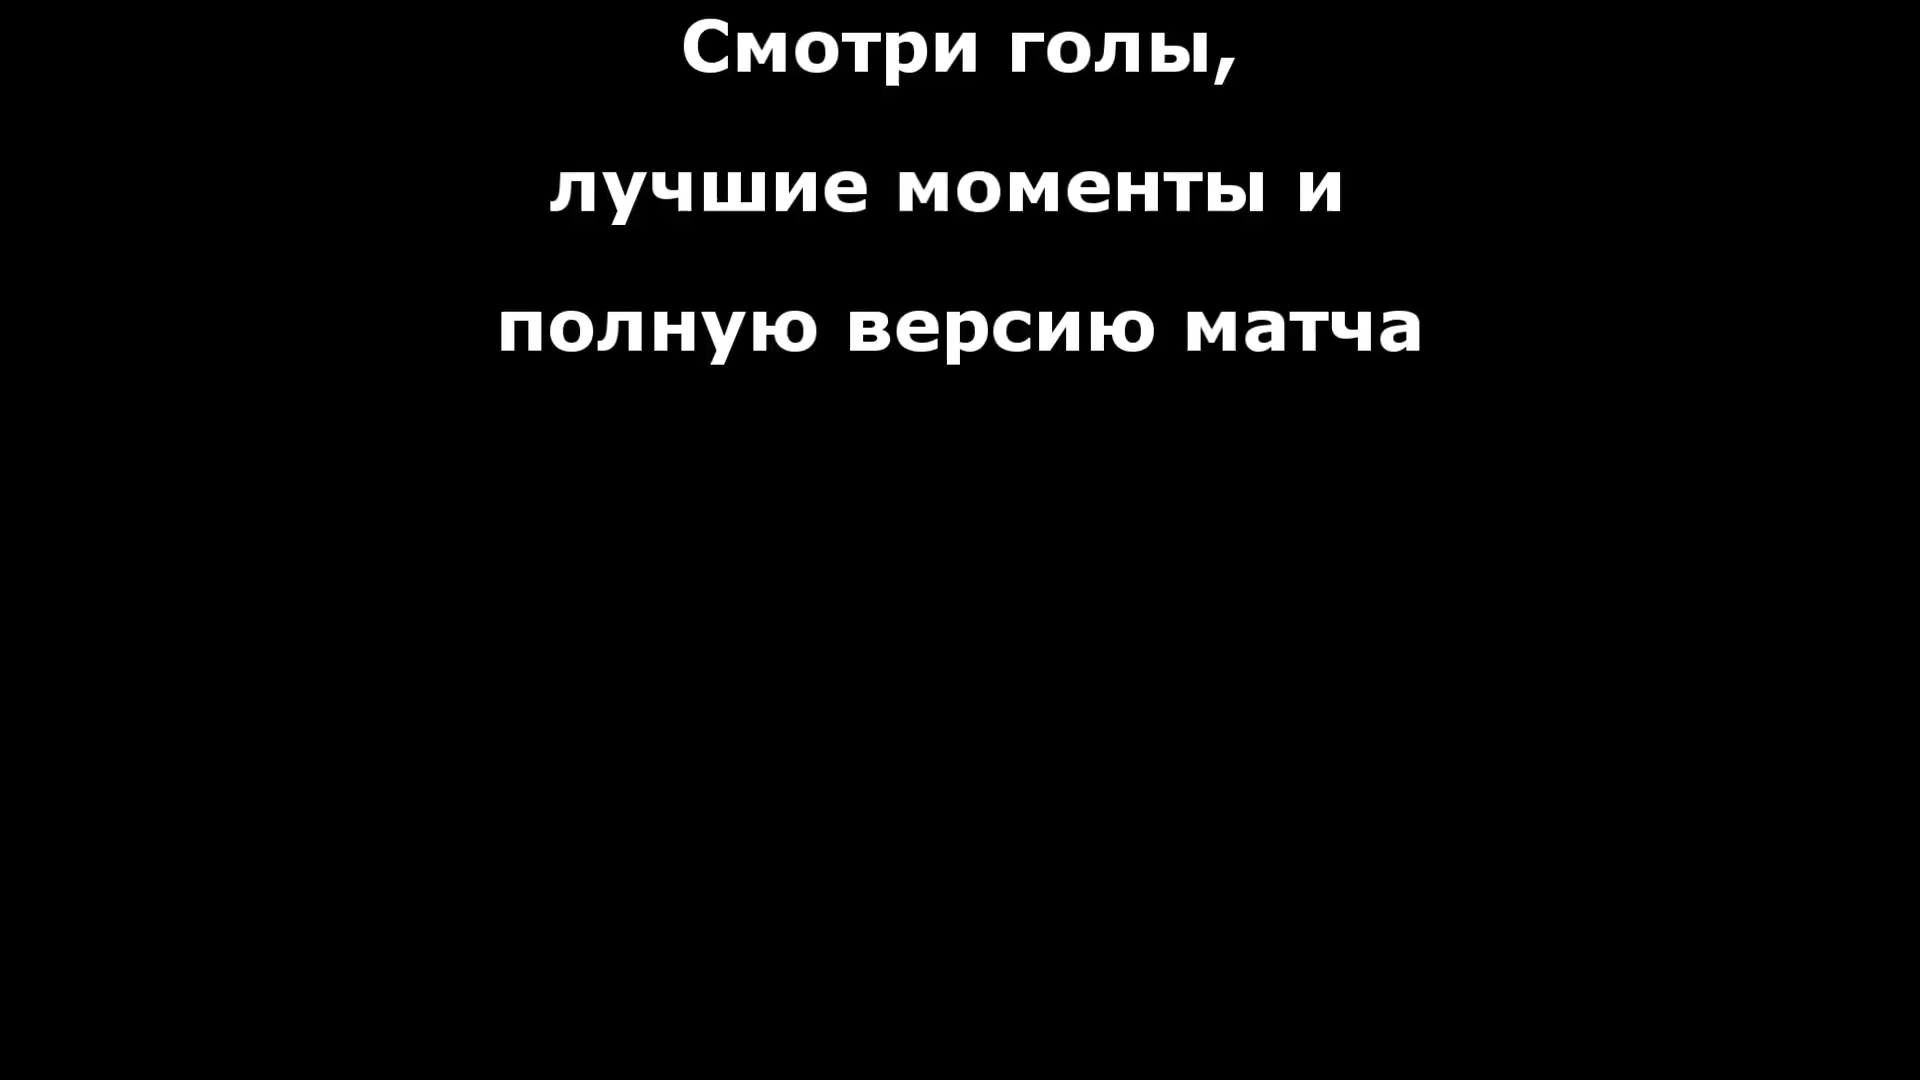 Смотри голы,
лучшие моменты и
полную версию матча